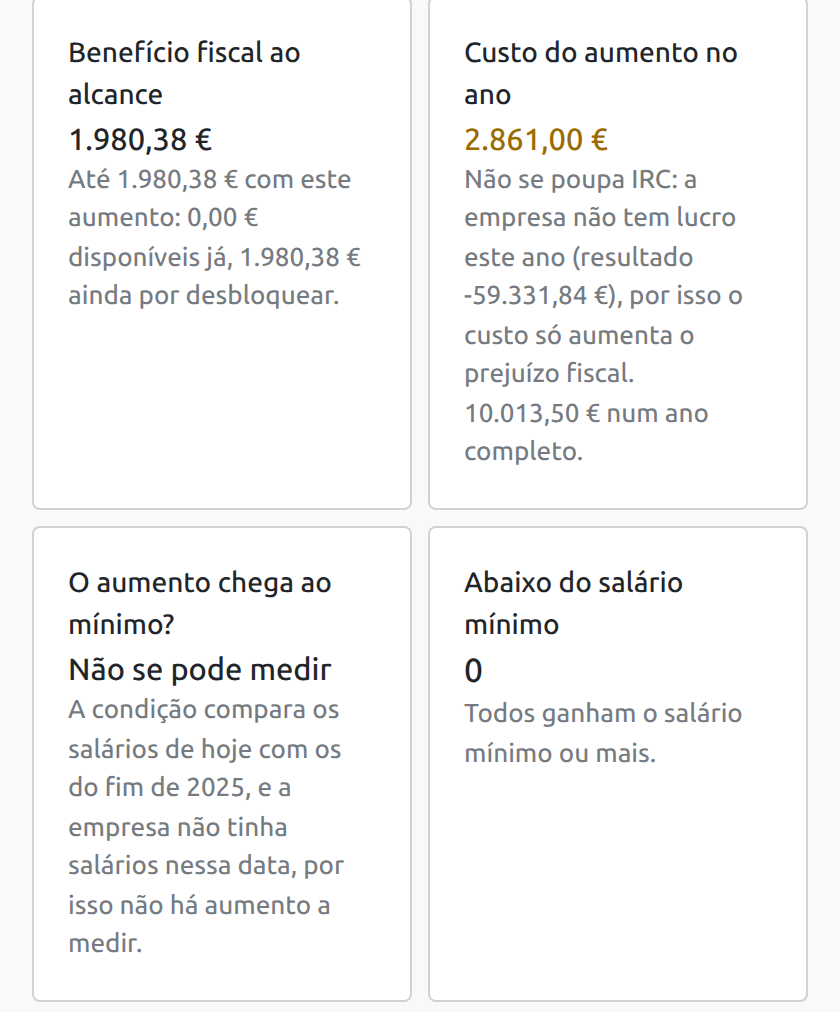 Benefício fiscal ao
alcance
1.980,38 €
Até 1.980,38 € com este
aumento: 0,00 €
disponíveis já, 1.980,38 €
ainda por desbloquear.
Custo do aumento no
ano
2.861,00 €
Não se poupa IRC: a
empresa não tem lucro
este ano (resultado
-59.331,84 €), por isso o
custo só aumenta o
prejuízo fiscal.
10.013,50 € num ano
completo.
O aumento chega ao
mínimo?
Não se pode medir
A condição compara os
salários de hoje com os
do fim de 2025, e a
empresa não tinha
salários nessa data, por
isso não há aumento a
medir.
Abaixo do salário
mínimo
0
Todos ganham o salário
mínimo ou mais.